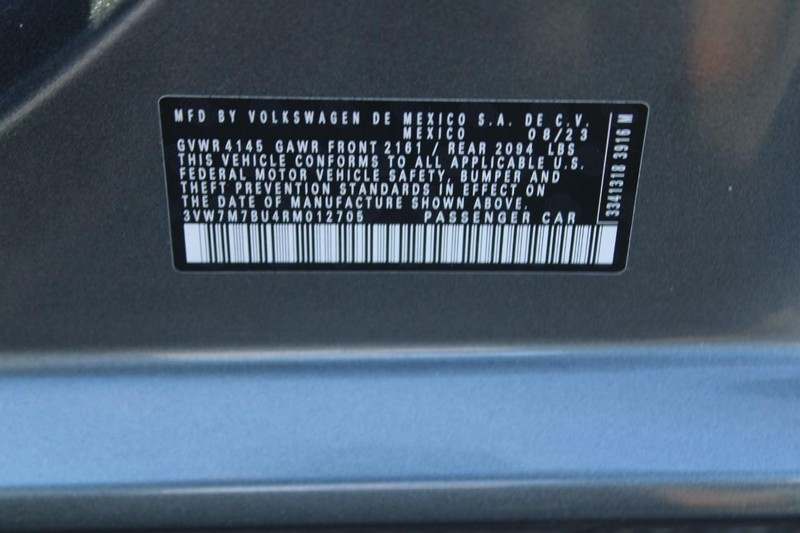 MFD BY VOLKSWAGEN DE MEXICO S.A. DE C.V.
MEXICO 08/23
GVWR 4145 GAWR FRONT 2161 / REAR 2094 LBS
THIS VEHICLE CONFORMS TO ALL APPLICABLE U.S.
FEDERAL MOTOR VEHICLE SAFETY, BUMPER AND
THEFT PREVENTION STANDARDS IN EFFECT ON
THE DATE OF MANUFACTURE SHOWN ABOVE.
3VW7M7BU4RM012705 PASSENGER CAR
3341318 3916 M